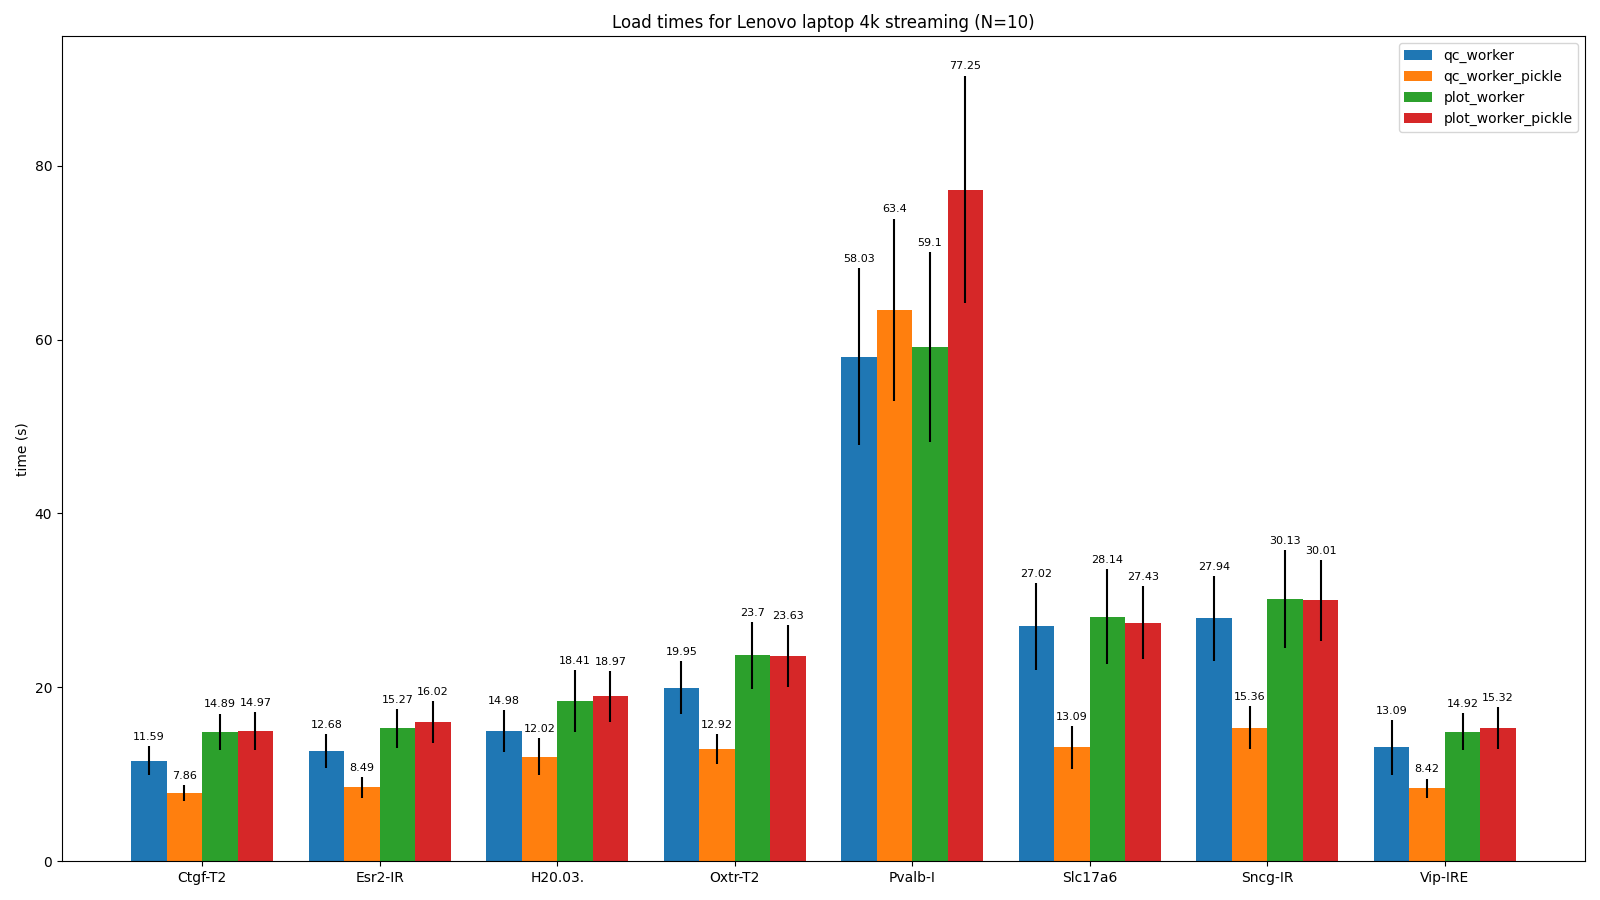 Load times for Lenovo laptop 4k streaming (N=10)
qc_worker
qc_worker_pickle
plot_worker
plot_worker_pickle
time (s)
80
60
40
20
0
11.59
7.86
14.89
14.97
12.68
8.49
15.27
16.02
14.98
12.02
18.41
18.97
19.95
12.92
23.7
23.63
58.03
63.4
59.1
77.25
27.02
13.09
28.14
27.43
27.94
15.36
30.13
30.01
13.09
8.42
14.92
15.32
Ctgf-T2
Esr2-IR
H20.03.
Oxtr-T2
Pvalb-I
Slc17a6
Sncg-IR
Vip-IRE